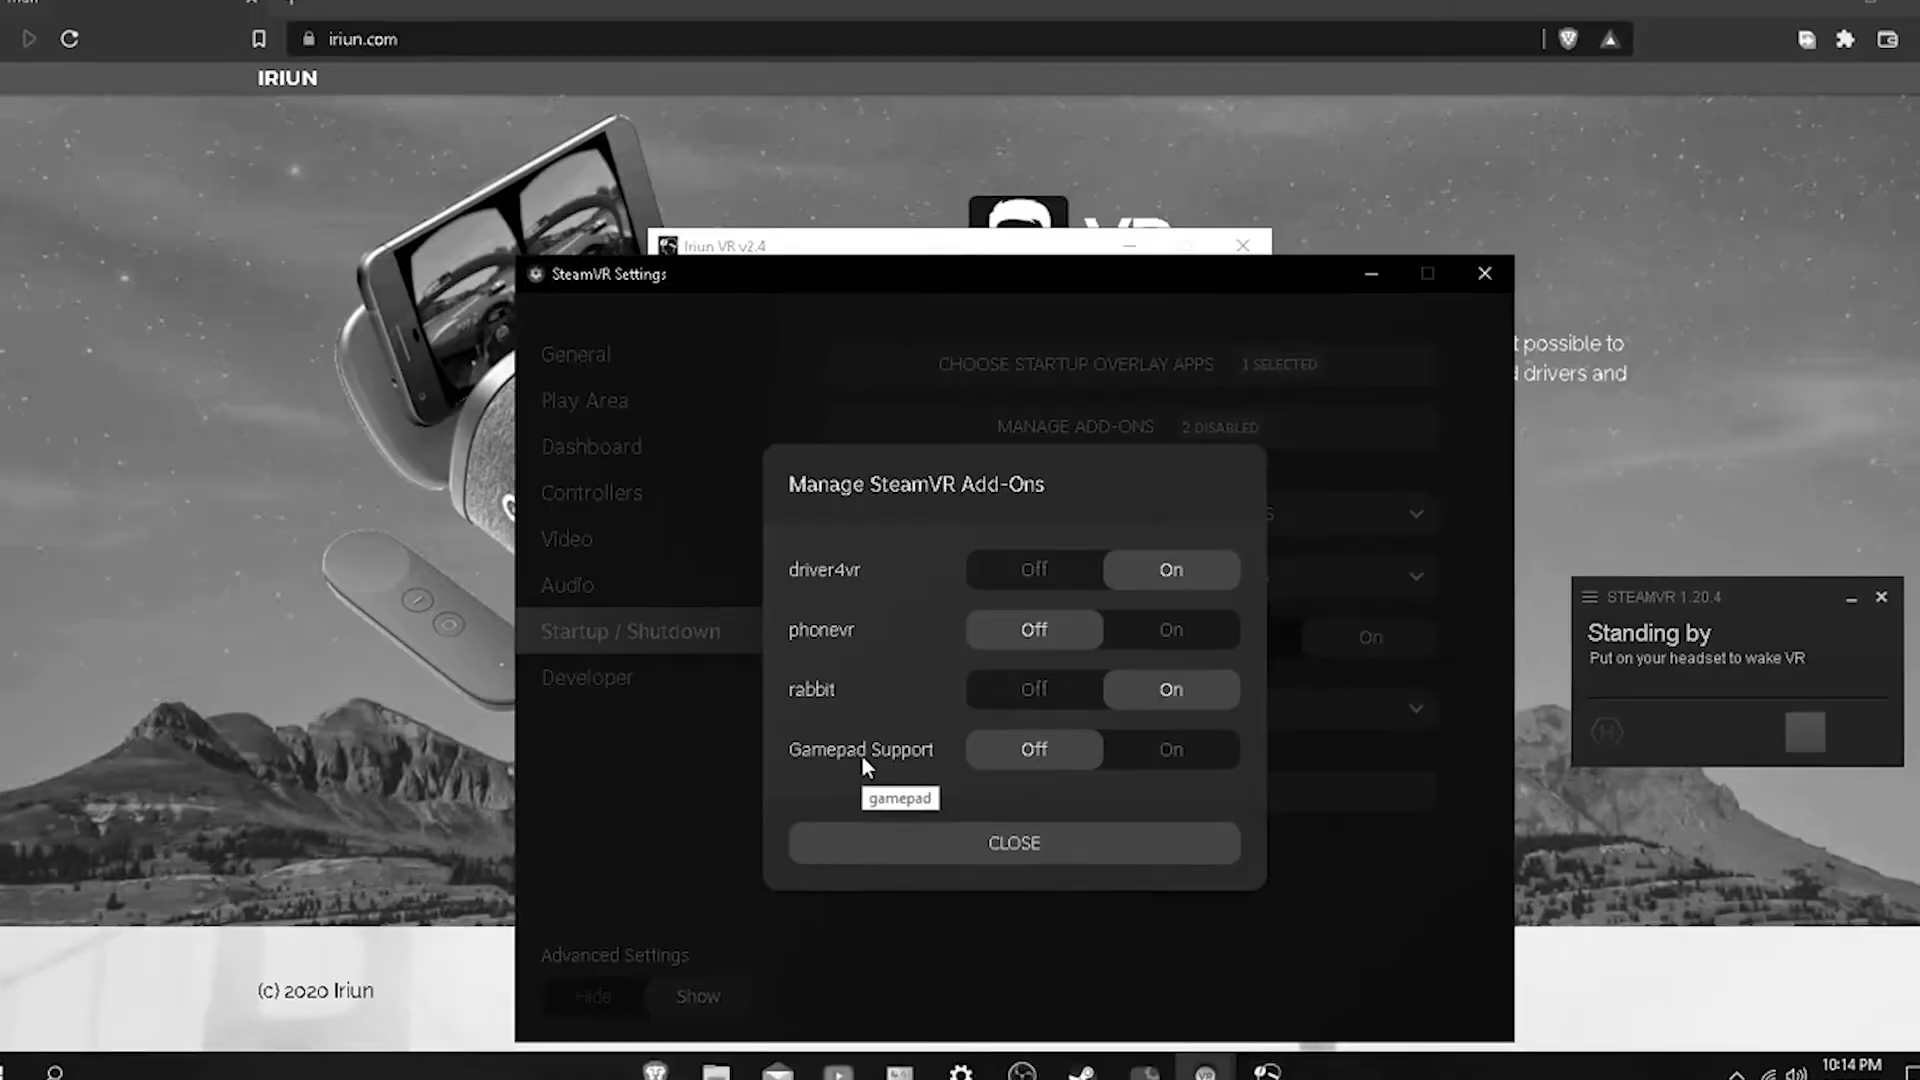 iriun.com
IRIUN
VR
Iriun VR v2.4
SteamVR Settings
General
Play Area
Dashboard
Controllers
Video
Audio
Startup / Shutdown
Developer
CHOOSE STARTUP OVERLAY APPS 1 SELECTED
MANAGE ADD-ONS 2 DISABLED
Manage SteamVR Add-Ons
driver4vr Off On
phonevr Off On
rabbit Off On
Gamepad Support Off On
gamepad
CLOSE
On
Advanced Settings
Hide Show
t possible to
drivers and
STEAMVR 1.20.4
Standing by
Put on your headset to wake VR
(c) 2020 Iriun
10:14 PM